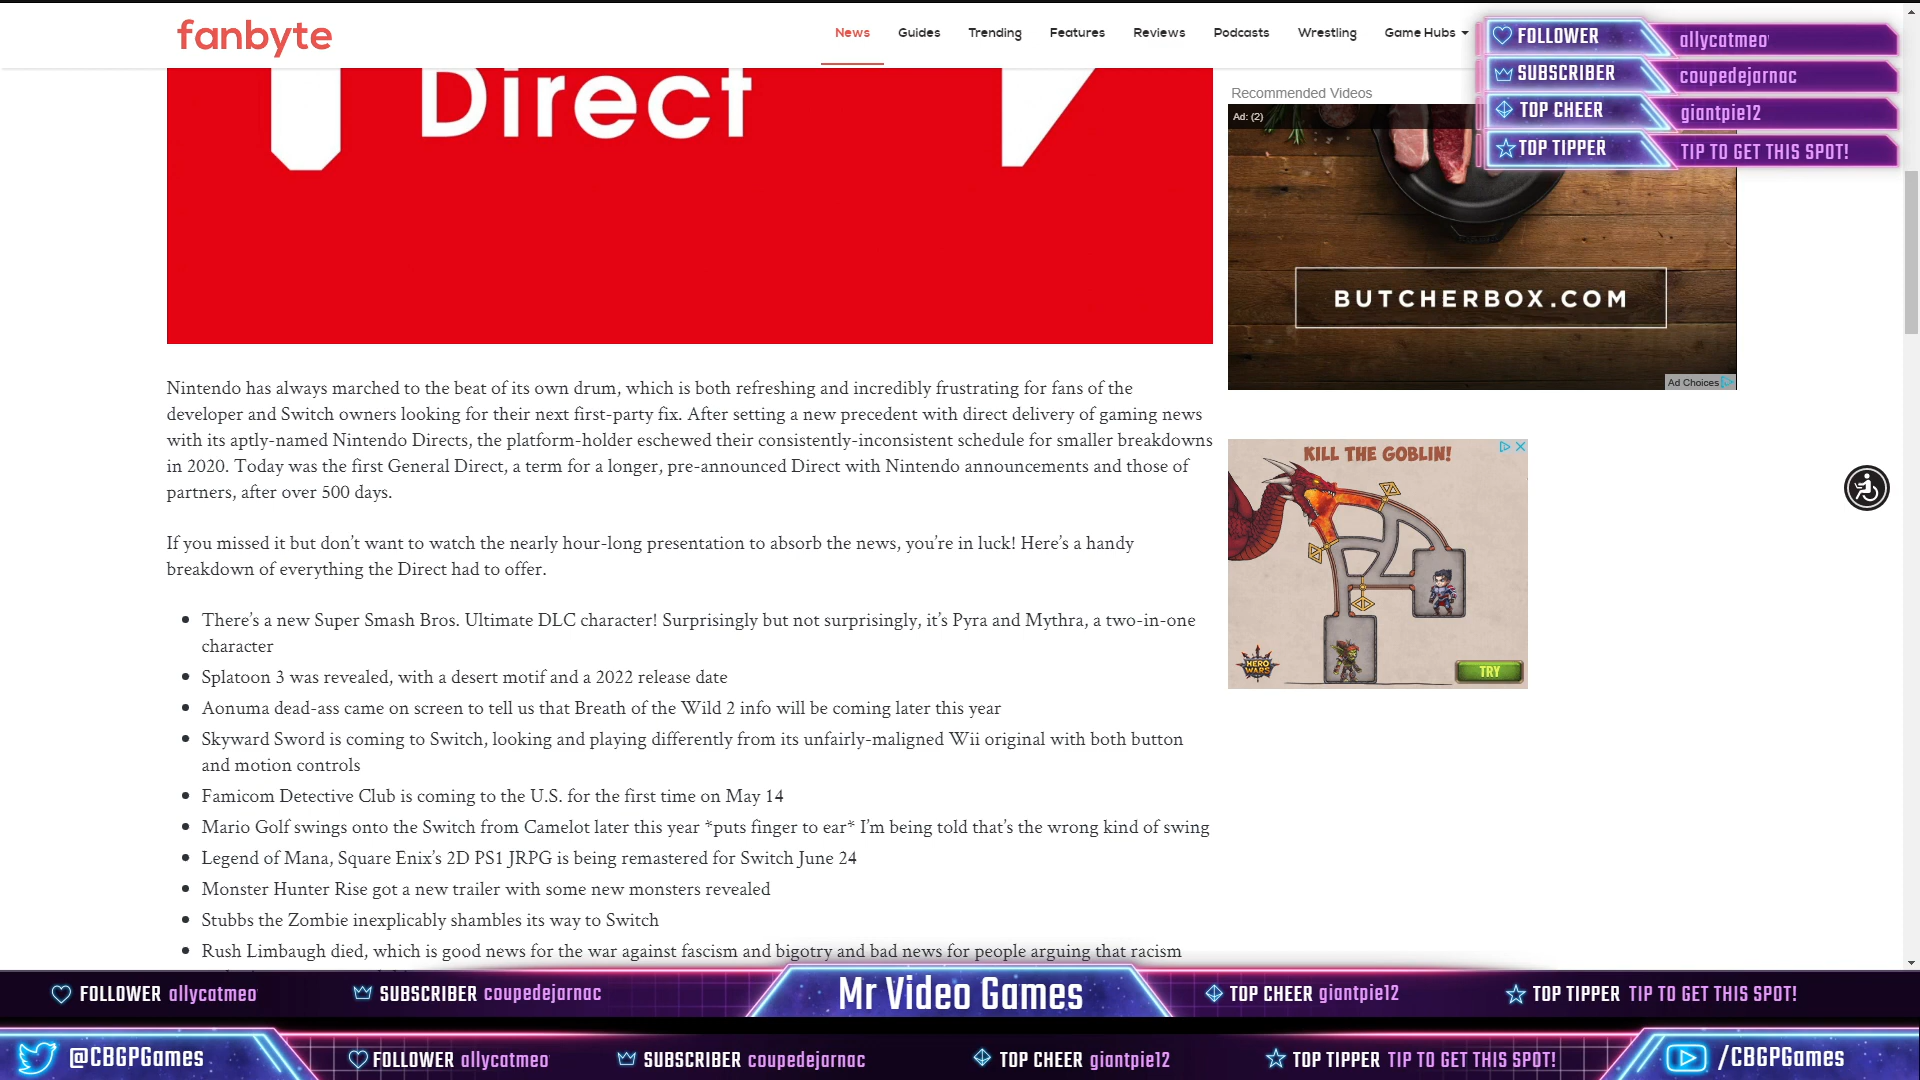 fanbyte
News Guides Trending Features Reviews Podcasts Wrestling Game Hubs
FOLLOWER allycatmeo
SUBSCRIBER coupedejarnac
TOP CHEER giantpie12
TOP TIPPER TIP TO GET THIS SPOT!
Direct
Recommended Videos
Ad: (2)
BUTCHERBOX.COM
Ad Choices
Nintendo has always marched to the beat of its own drum, which is both refreshing and incredibly frustrating for fans of the
developer and Switch owners looking for their next first-party fix. After setting a new precedent with direct delivery of gaming news
with its aptly-named Nintendo Directs, the platform-holder eschewed their consistently-inconsistent schedule for smaller breakdowns
in 2020. Today was the first General Direct, a term for a longer, pre-announced Direct with Nintendo announcements and those of
partners, after over 500 days.
If you missed it but don’t want to watch the nearly hour-long presentation to absorb the news, you’re in luck! Here’s a handy
breakdown of everything the Direct had to offer.
There’s a new Super Smash Bros. Ultimate DLC character! Surprisingly but not surprisingly, it’s Pyra and Mythra, a two-in-one
character
Splatoon 3 was revealed, with a desert motif and a 2022 release date
Aonuma dead-ass came on screen to tell us that Breath of the Wild 2 info will be coming later this year
Skyward Sword is coming to Switch, looking and playing differently from its unfairly-maligned Wii original with both button
and motion controls
Famicom Detective Club is coming to the U.S. for the first time on May 14
Mario Golf swings onto the Switch from Camelot later this year *puts finger to ear* I’m being told that’s the wrong kind of swing
Legend of Mana, Square Enix’s 2D PS1 JRPG is being remastered for Switch June 24
Monster Hunter Rise got a new trailer with some new monsters revealed
Stubbs the Zombie inexplicably shambles its way to Switch
Rush Limbaugh died, which is good news for the war against fascism and bigotry and bad news for people arguing that racism
KILL THE GOBLIN!
HERO WARS
TRY
FOLLOWER allycatmeo SUBSCRIBER coupedejarnac Mr Video Games TOP CHEER giantpie12 TOP TIPPER TIP TO GET THIS SPOT!
@CBGPGames FOLLOWER allycatmeo SUBSCRIBER coupedejarnac TOP CHEER giantpie12 TOP TIPPER TIP TO GET THIS SPOT! /CBGPGames